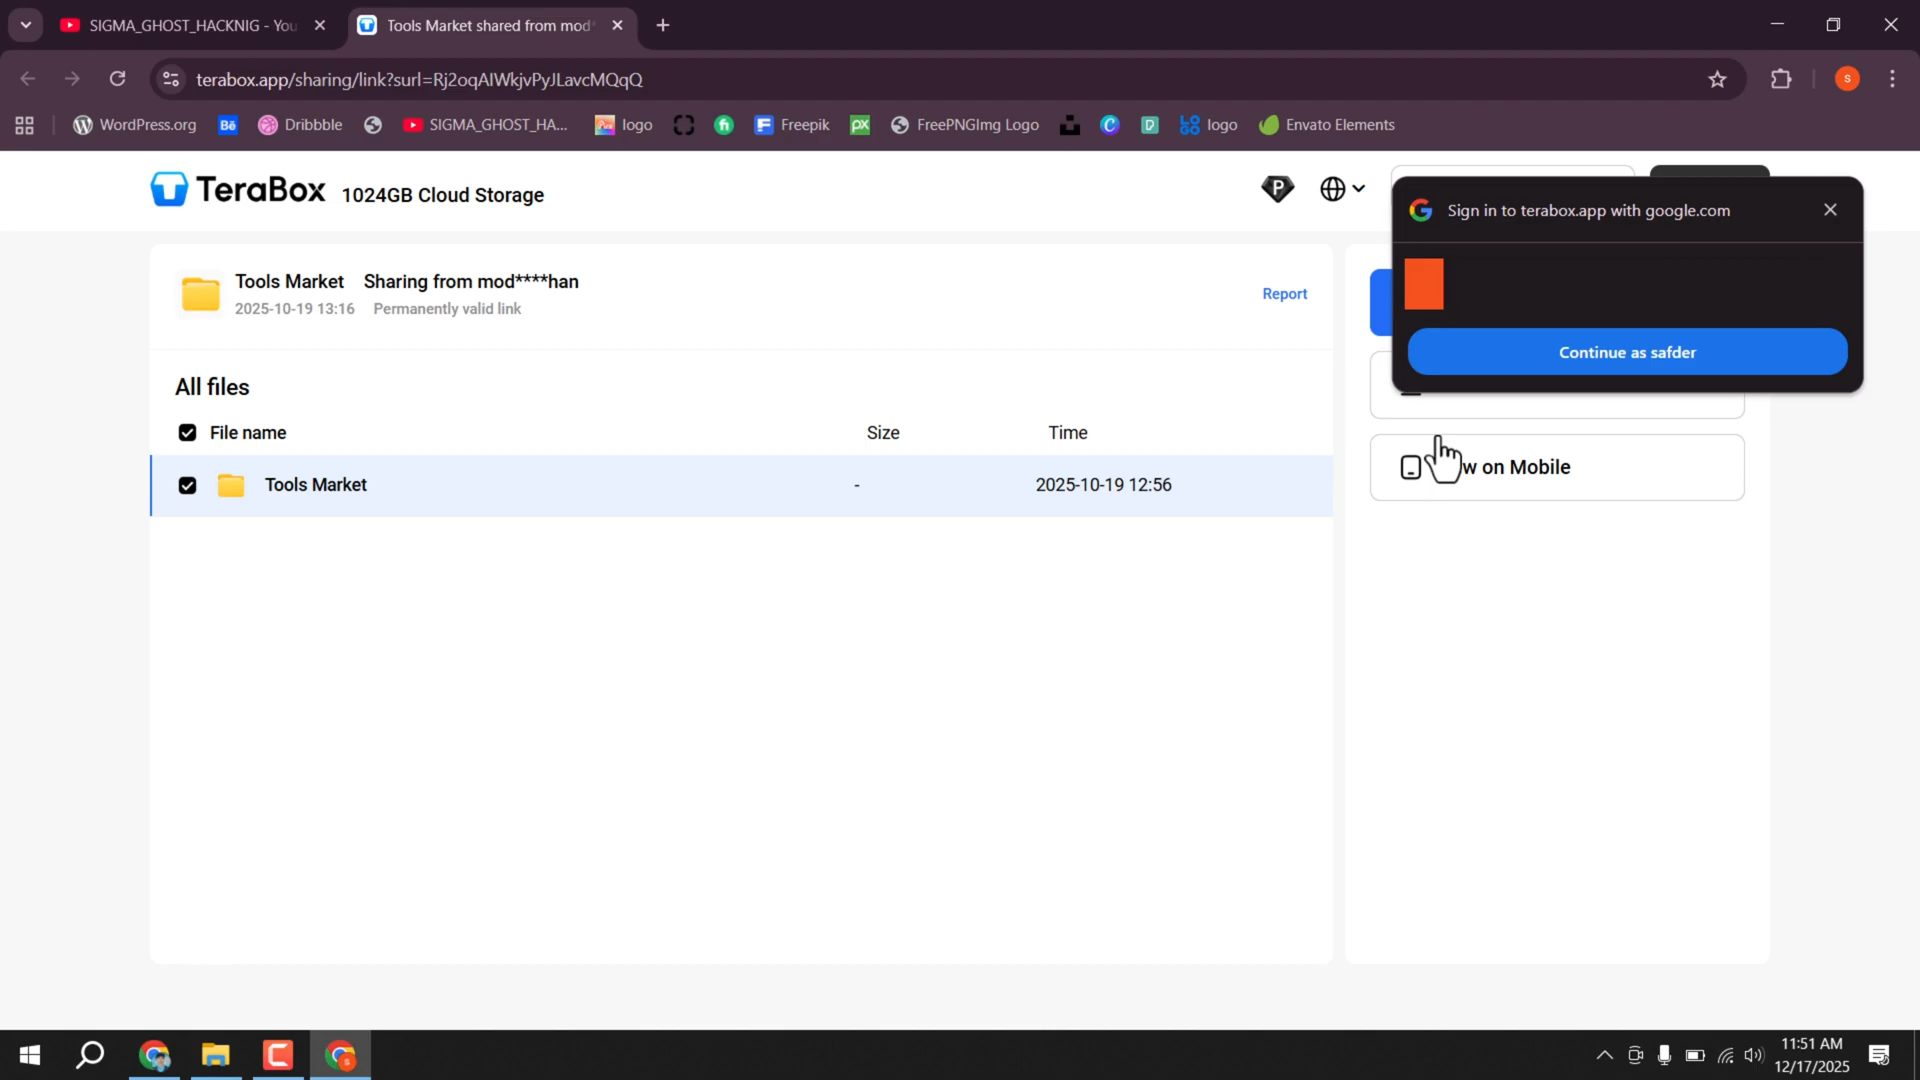 SIGMA_GHOST_HACKNIG - You
Tools Market shared from mod*
terabox.app/sharing/link?surl=Rj2oqAIWkjvPyJLavcMQqQ
S
WordPress.org
Bē
Dribbble
SIGMA_GHOST_HA...
logo
fi
Freepik
PX
FreePNGImg Logo
logo
Envato Elements
TeraBox
1024GB Cloud Storage
P
Sign in to terabox.app with google.com
Continue as safder
Tools Market Sharing from mod****han
2025-10-19 13:16 Permanently valid link
Report
All files
File name Size Time
Tools Market - 2025-10-19 12:56
w on Mobile
11:51 AM
12/17/2025